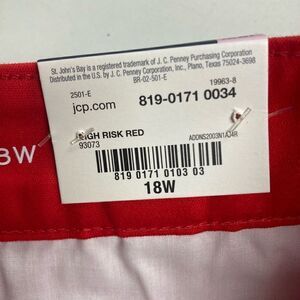 St. John's Bay is a registered trademark of J. C. Penney Purchasing Corporation
Distributed in the U.S. by J. C. Penney Corporation, Inc., Plano, Texas 75024-3698
BR-02-501-E
2501-E 19963-8
jcp.com 819-0171 0034
HIGH RISK RED
93073 ADDNS2003N1A34R
BW
819 0171 0103 03
18W